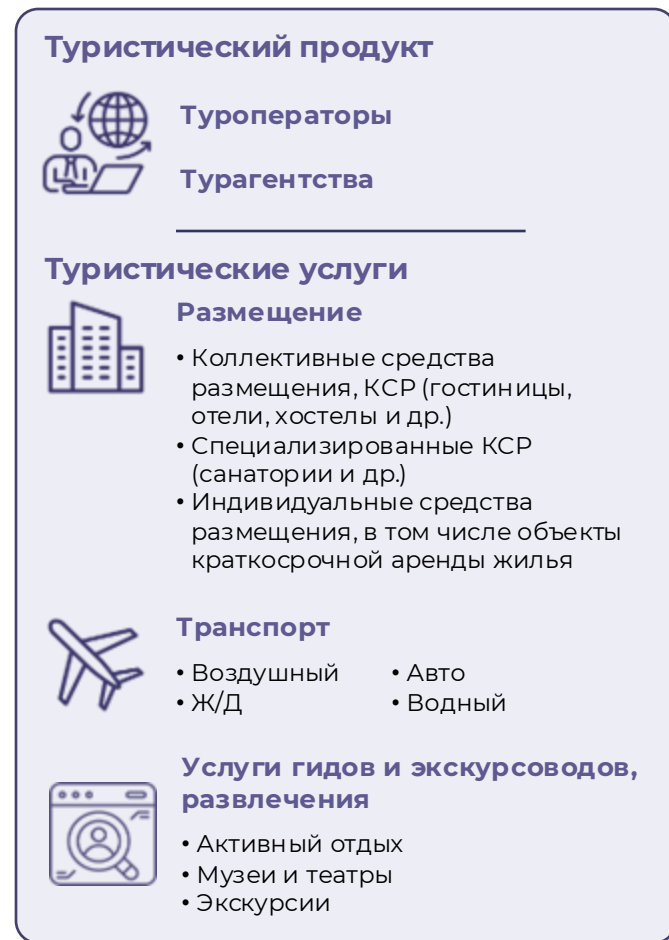 Туристический продукт
Туроператоры
Турагентства
Туристические услуги
Размещение
• Коллективные средства
размещения, КСР (гостиницы,
отели, хостелы и др.)
• Специализированные КСР
(санатории и др.)
• Индивидуальные средства
размещения, в том числе объекты
краткосрочной аренды жилья
Транспорт
• Воздушный
• Ж/Д
• Авто
• Водный
Услуги гидов и экскурсоводов,
развлечения
• Активный отдых
• Музеи и театры
• Экскурсии